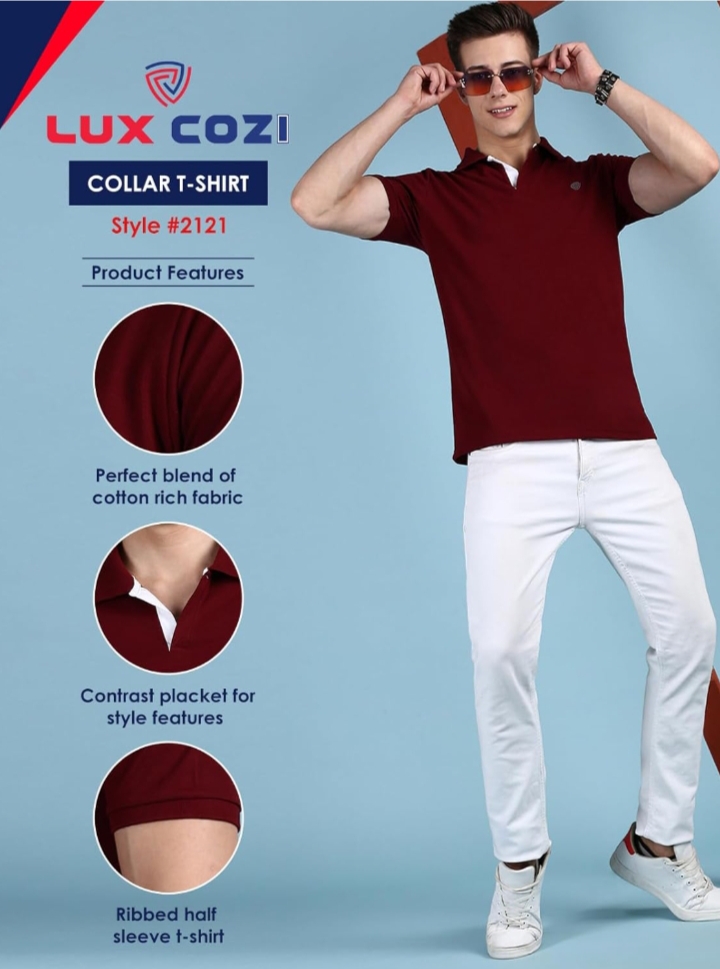 LUX COZI
COLLAR T-SHIRT
Style #2121
Product Features
Perfect blend of
cotton rich fabric
Contrast placket for
style features
Ribbed half
sleeve t-shirt